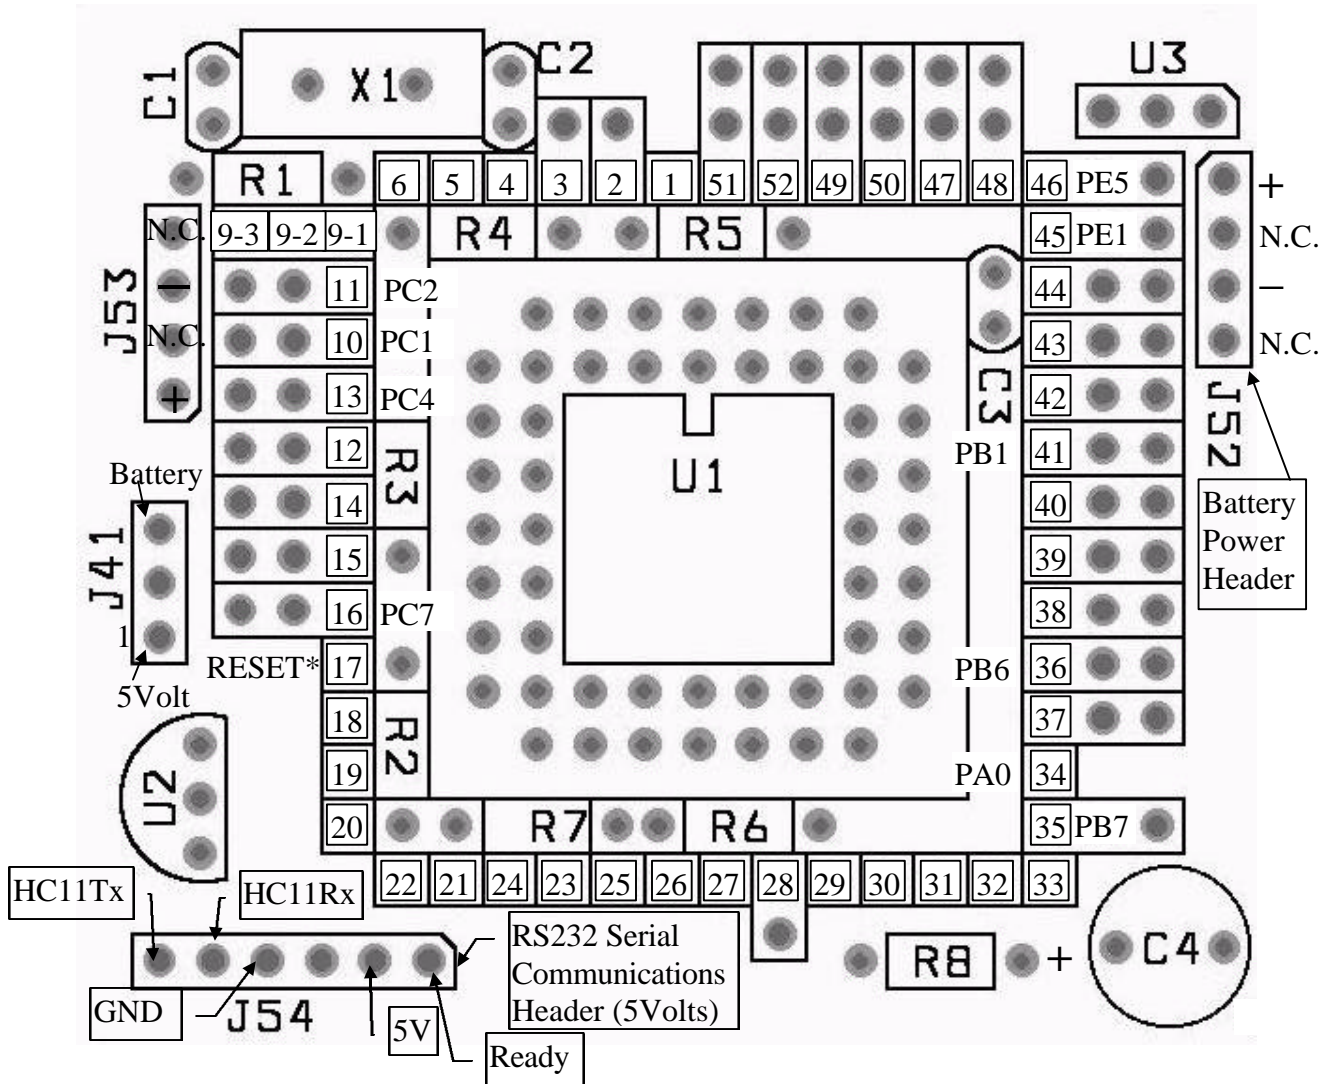 C1
X1
C2
U3
R1
6
5
4
3
2
1
51
52
49
50
47
48
46
PE5
+
N.C.
9-3
9-2
9-1
R4
R5
45
PE1
N.C.
J53
−
11
PC2
44
−
N.C.
10
PC1
43
N.C.
+
13
PC4
C3
42
J52
12
R3
U1
PB1
41
Battery
14
40
Battery
Power
Header
J41
15
39
1
16
PC7
38
5Volt
RESET*
17
PB6
36
18
R2
37
U2
19
PA0
34
20
R7
R6
35
PB7
22
21
24
23
25
26
27
28
29
30
31
32
33
HC11Tx
HC11Rx
RS232 Serial
Communications
Header (5Volts)
R8
+
C4
GND
J54
5V
Ready